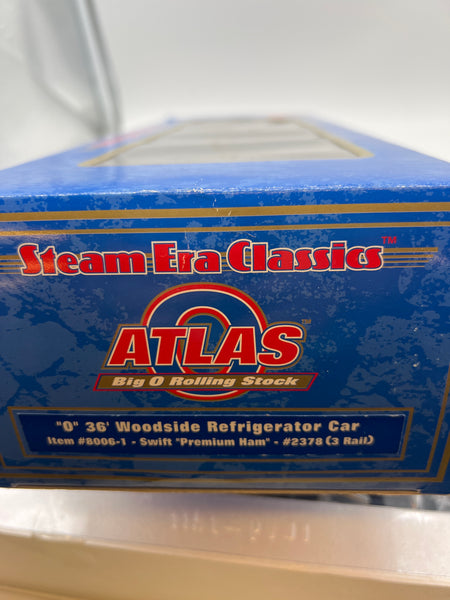 Steam Era Classics™
ATLAS™
O
Big O Rolling Stock
"O" 36' Woodside Refrigerator Car
Item #8006-1 - Swift "Premium Ham" - #2378 (3 Rail)